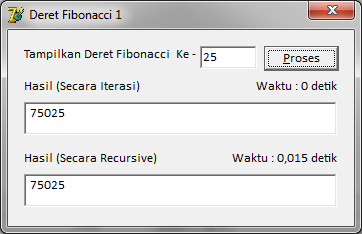 Deret Fibonacci 1
Tampilkan Deret Fibonacci Ke - 25 Proses
Hasil (Secara Iterasi) Waktu : 0 detik
75025
Hasil (Secara Recursive) Waktu : 0,015 detik
75025